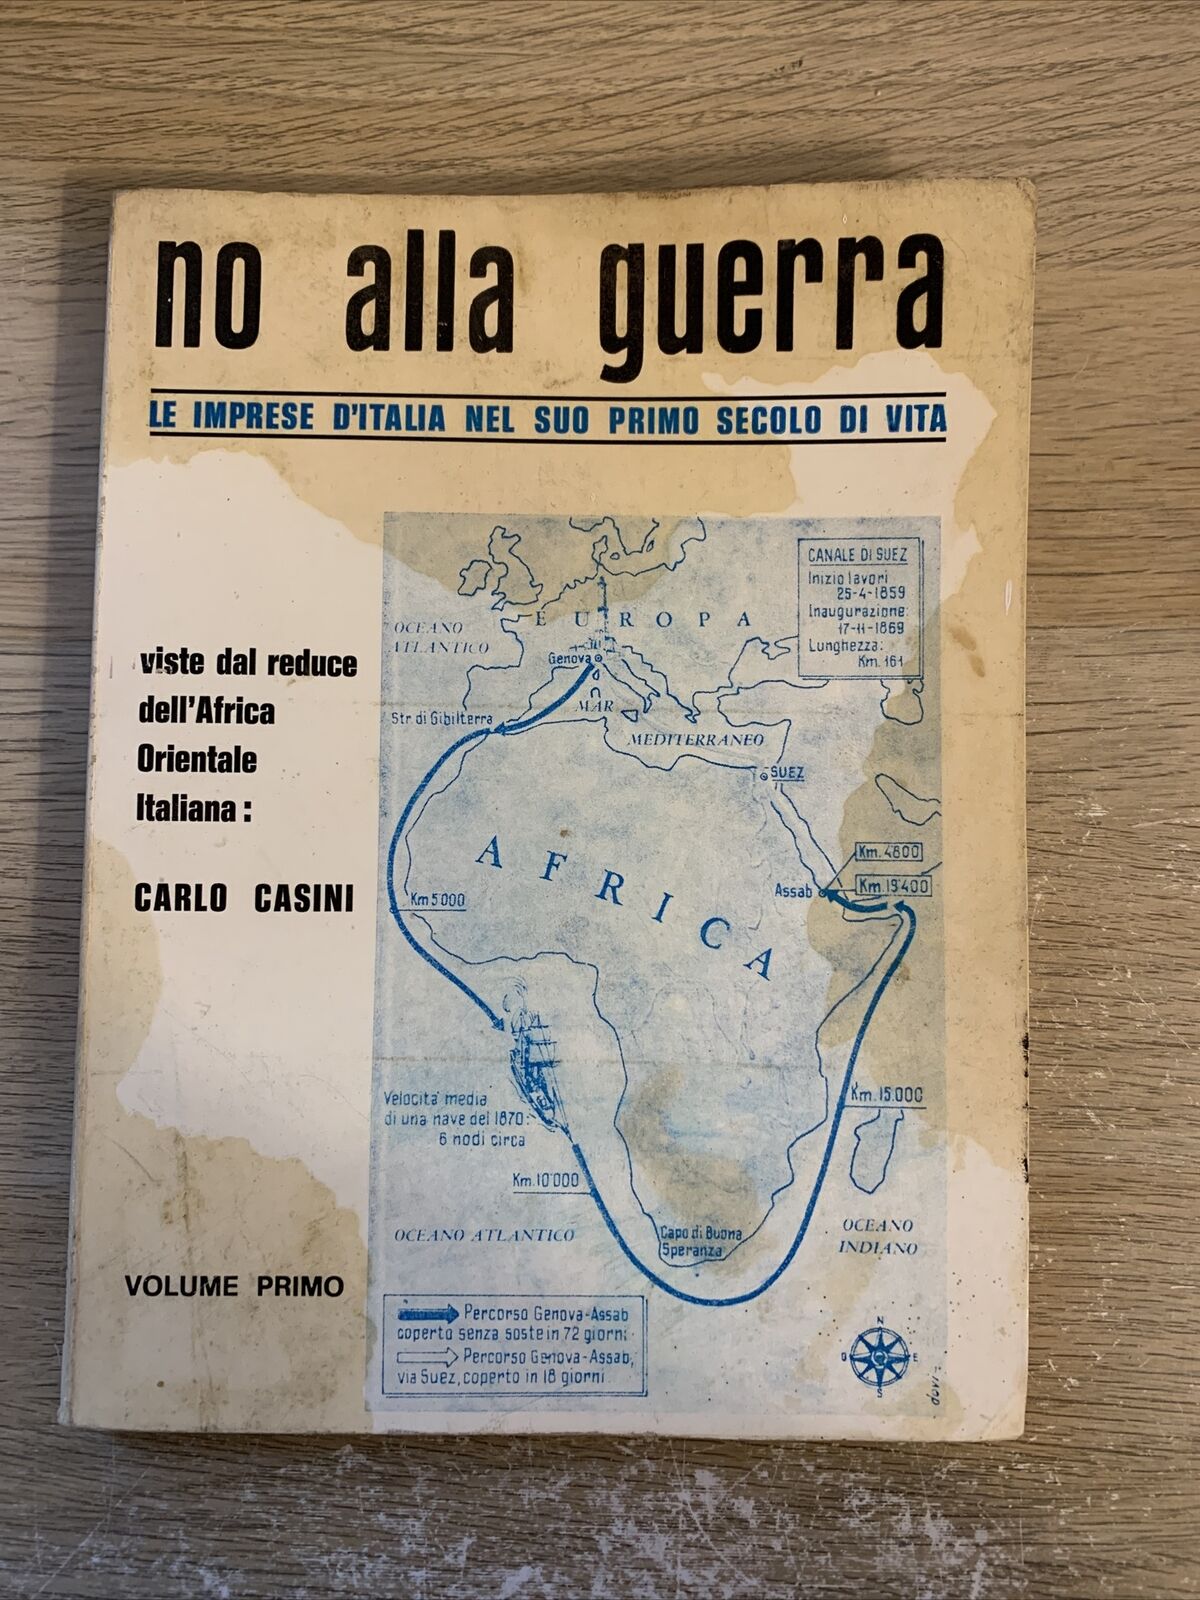 no alla guerra
LE IMPRESE D'ITALIA NEL SUO PRIMO SECOLO DI VITA
viste dal reduce
dell'Africa
Orientale
Italiana:
CARLO CASINI
VOLUME PRIMO
CANALE DI SUEZ
Inizio lavori
25-4-1859
Inaugurazione:
17-11-1869
Lunghezza:
Km. 161
EUROPA
OCEANO
ATLANTICO
Genova
MAR
MEDITERRANEO
Str. di Gibilterra
SUEZ
AFRICA
Km. 4800
Km. 19'400
Assab
Km 5'000
Velocita' media
di una nave del 1870:
6 nodi circa
Km. 15.000
Km. 10'000
OCEANO ATLANTICO
Capo di Buona
Speranza
OCEANO
INDIANO
Percorso Genova-Assab
coperto senza soste in 72 giorni.
Percorso Genova-Assab,
via Suez, coperto in 18 giorni
N
O
E
S